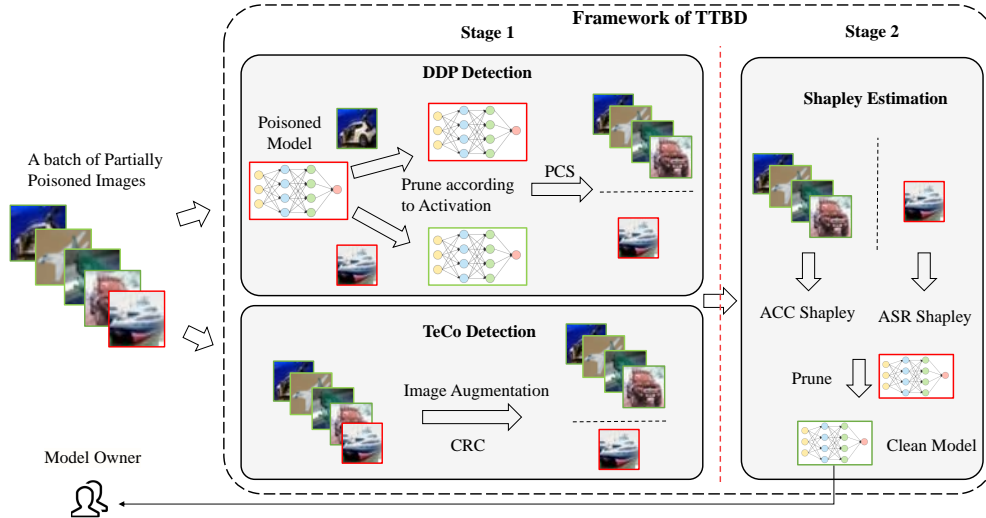 Framework of TTBD
Stage 1
Stage 2
DDP Detection
Poisoned
Model
Prune according
to Activation
PCS
A batch of Partially
Poisoned Images
Shapley Estimation
ACC Shapley
ASR Shapley
TeCo Detection
Image Augmentation
CRC
Prune
Clean Model
Model Owner